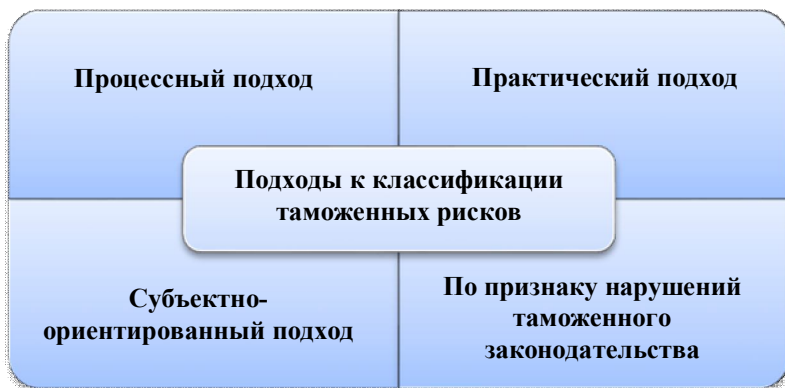 Процессный подход
Практический подход
Подходы к классификации
таможенных рисков
Субъектно-
ориентированный подход
По признаку нарушений
таможенного
законодательства